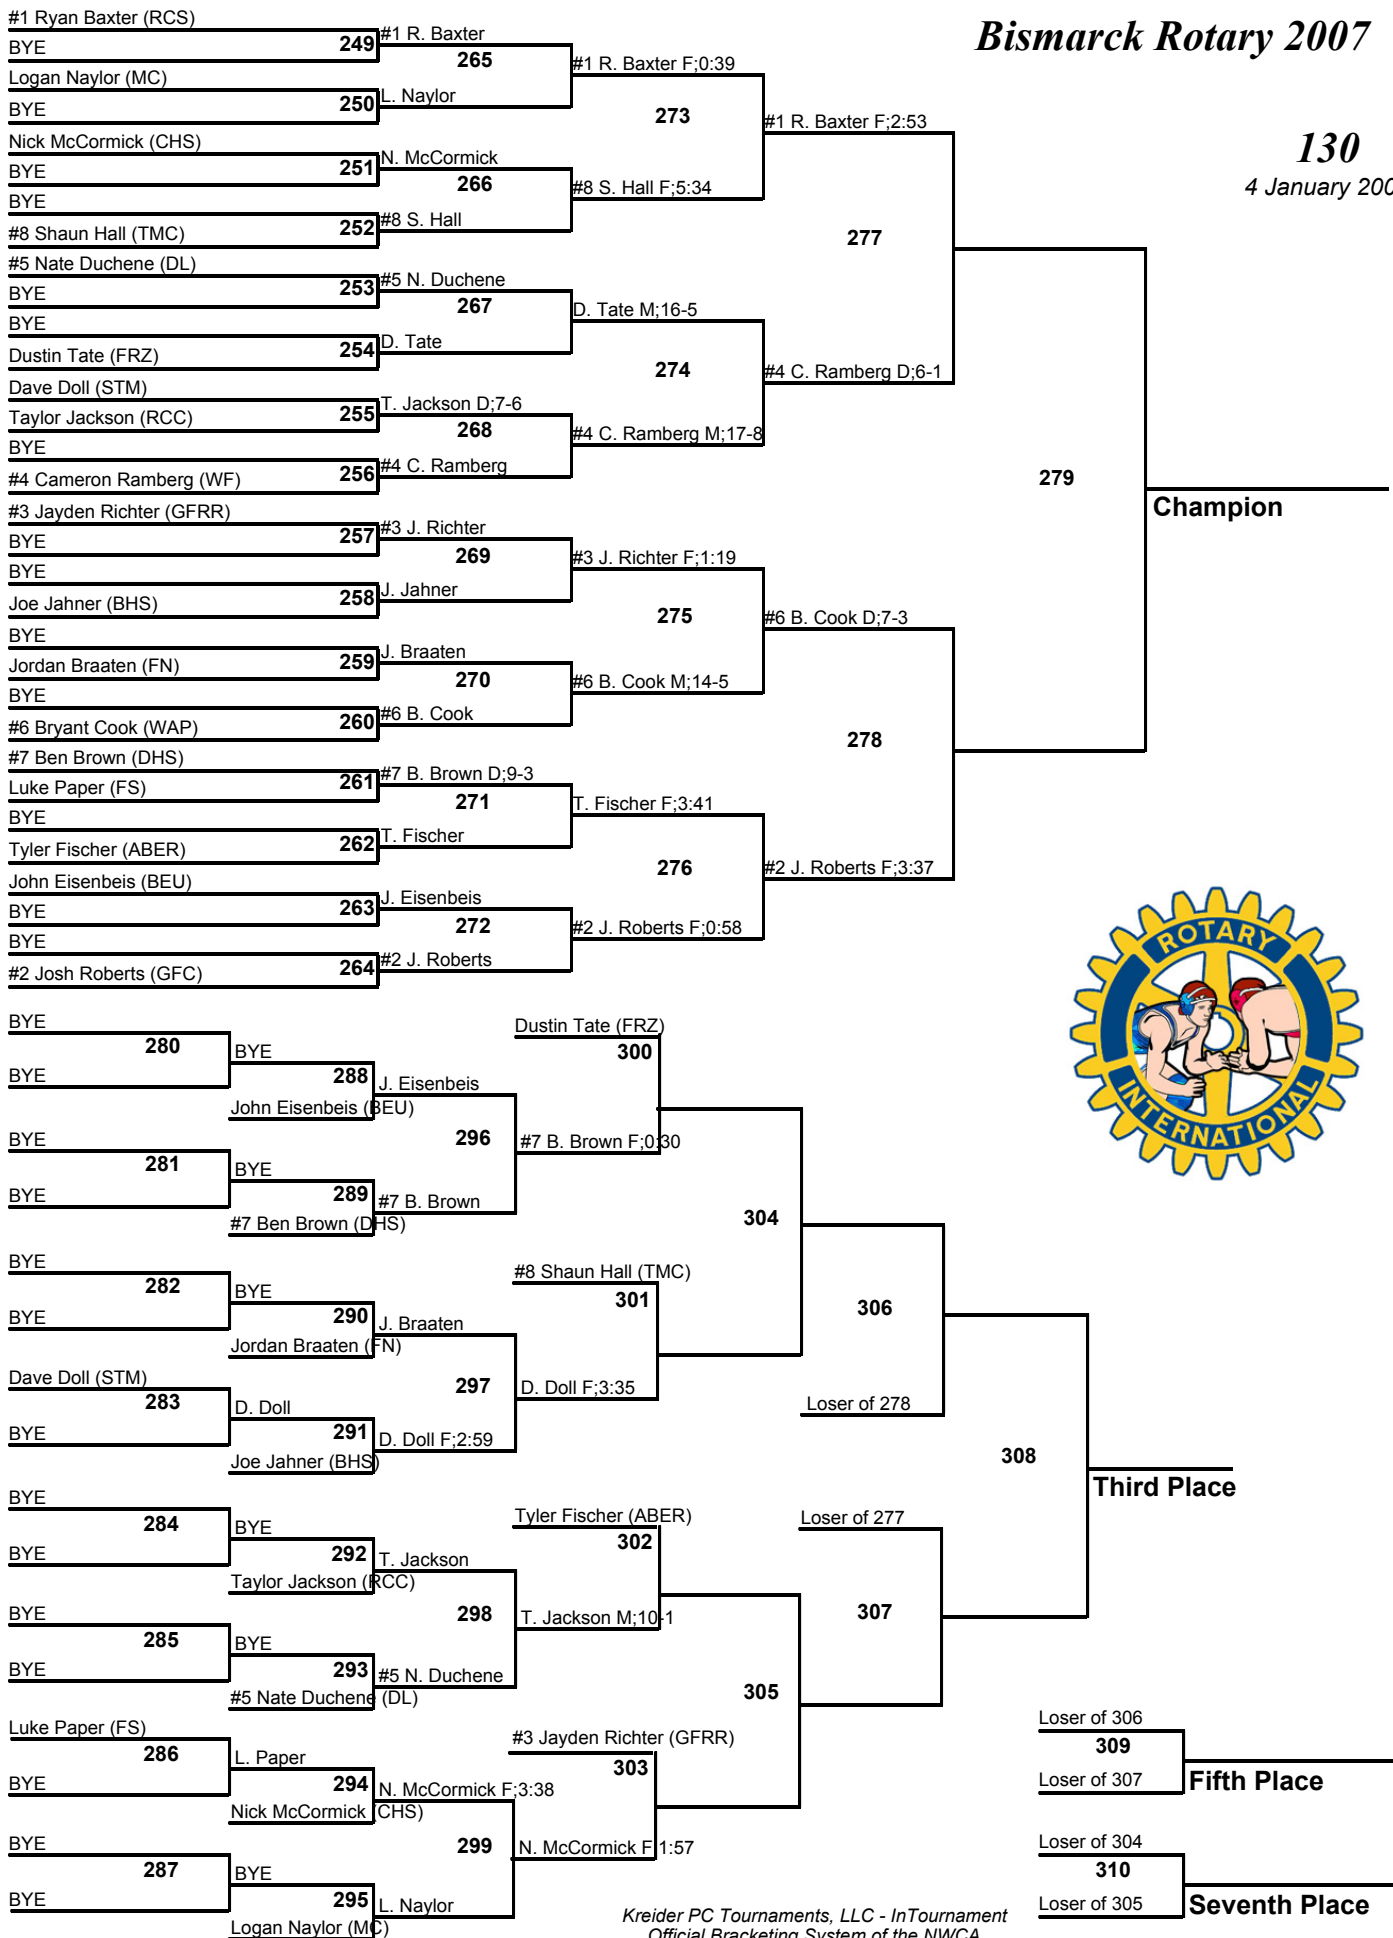 Bismarck Rotary 2007
130
4 January 200
#1 Ryan Baxter (RCS)
BYE
249
Logan Naylor (MC)
BYE
250
Nick McCormick (CHS)
BYE
251
BYE
#8 Shaun Hall (TMC)
252
#5 Nate Duchene (DL)
BYE
253
BYE
Dustin Tate (FRZ)
254
Dave Doll (STM)
Taylor Jackson (RCC)
255
BYE
#4 Cameron Ramberg (WF)
256
#3 Jayden Richter (GFRR)
BYE
257
BYE
Joe Jahner (BHS)
258
BYE
Jordan Braaten (FN)
259
BYE
#6 Bryant Cook (WAP)
260
#7 Ben Brown (DHS)
Luke Paper (FS)
261
BYE
Tyler Fischer (ABER)
262
John Eisenbeis (BEU)
BYE
263
BYE
#2 Josh Roberts (GFC)
264
#1 R. Baxter
265
L. Naylor
N. McCormick
266
#8 S. Hall
#5 N. Duchene
267
D. Tate
T. Jackson D;7-6
268
#4 C. Ramberg
#3 J. Richter
269
J. Jahner
J. Braaten
270
#6 B. Cook
#7 B. Brown D;9-3
271
T. Fischer
J. Eisenbeis
272
#2 J. Roberts
#1 R. Baxter F;0:39
273
#8 S. Hall F;5:34
D. Tate M;16-5
274
#4 C. Ramberg M;17-8
#3 J. Richter F;1:19
275
#6 B. Cook M;14-5
T. Fischer F;3:41
276
#2 J. Roberts F;0:58
#1 R. Baxter F;2:53
277
#4 C. Ramberg D;6-1
#6 B. Cook D;7-3
278
#2 J. Roberts F;3:37
279
Champion
ROTARY
INTERNATIONAL
BYE
280
BYE
BYE
281
BYE
BYE
282
BYE
Dave Doll (STM)
283
BYE
BYE
284
BYE
BYE
285
BYE
Luke Paper (FS)
286
BYE
BYE
287
BYE
BYE
288
John Eisenbeis (BEU)
BYE
289
#7 Ben Brown (DHS)
BYE
290
Jordan Braaten (FN)
D. Doll
291
Joe Jahner (BHS)
BYE
292
Taylor Jackson (RCC)
BYE
293
#5 Nate Duchene (DL)
L. Paper
294
Nick McCormick (CHS)
BYE
295
Logan Naylor (MC)
J. Eisenbeis
296
#7 B. Brown
J. Braaten
297
D. Doll F;2:59
T. Jackson
298
#5 N. Duchene
N. McCormick F;3:38
299
L. Naylor
Dustin Tate (FRZ)
300
#7 B. Brown F;0:30
#8 Shaun Hall (TMC)
301
D. Doll F;3:35
Tyler Fischer (ABER)
302
T. Jackson M;10-1
#3 Jayden Richter (GFRR)
303
N. McCormick F;1:57
304
305
306
Loser of 278
Loser of 277
307
308
Third Place
Loser of 306
309
Loser of 307
Fifth Place
Loser of 304
310
Loser of 305
Seventh Place
Kreider PC Tournaments, LLC - InTournament
Official Bracketing System of the NWCA